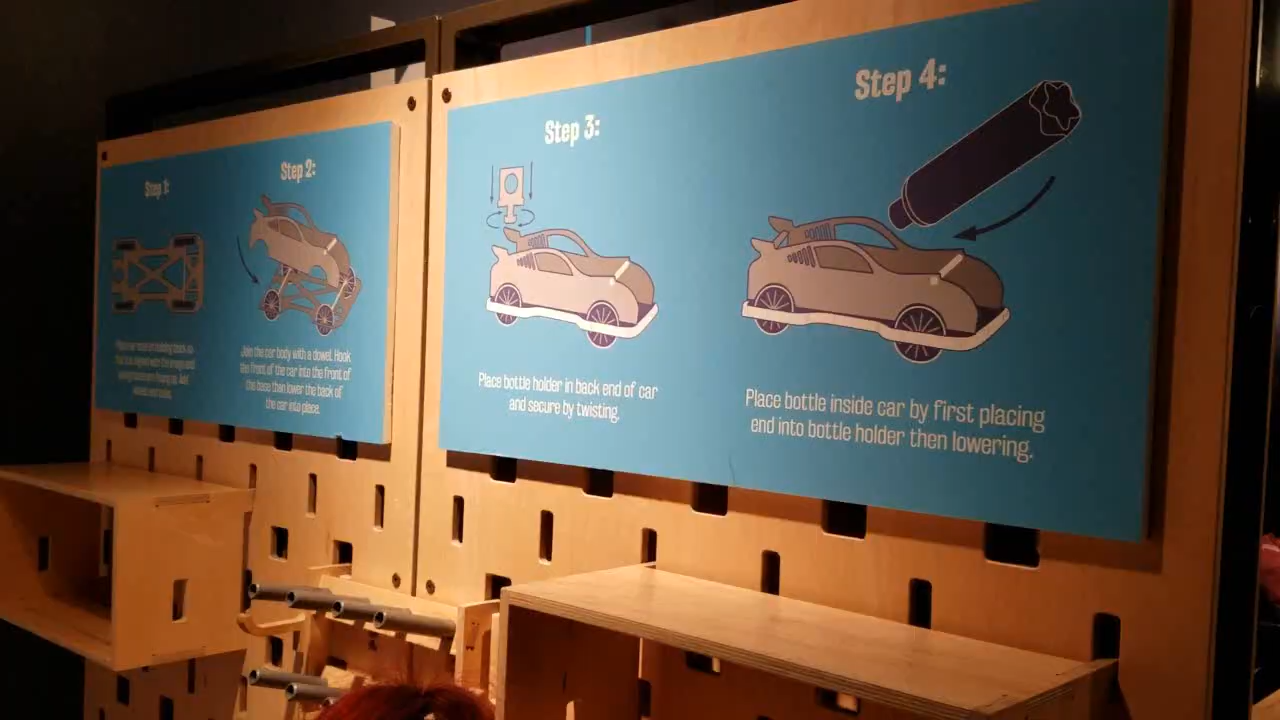 Step 1:
Step 2:
Join the car body with a dowel. Hook
the front of the car into the front of
the base then lower the back of
the car into place.
Step 3:
Place bottle holder in back end of car
and secure by twisting.
Step 4:
Place bottle inside car by first placing
end into bottle holder then lowering.